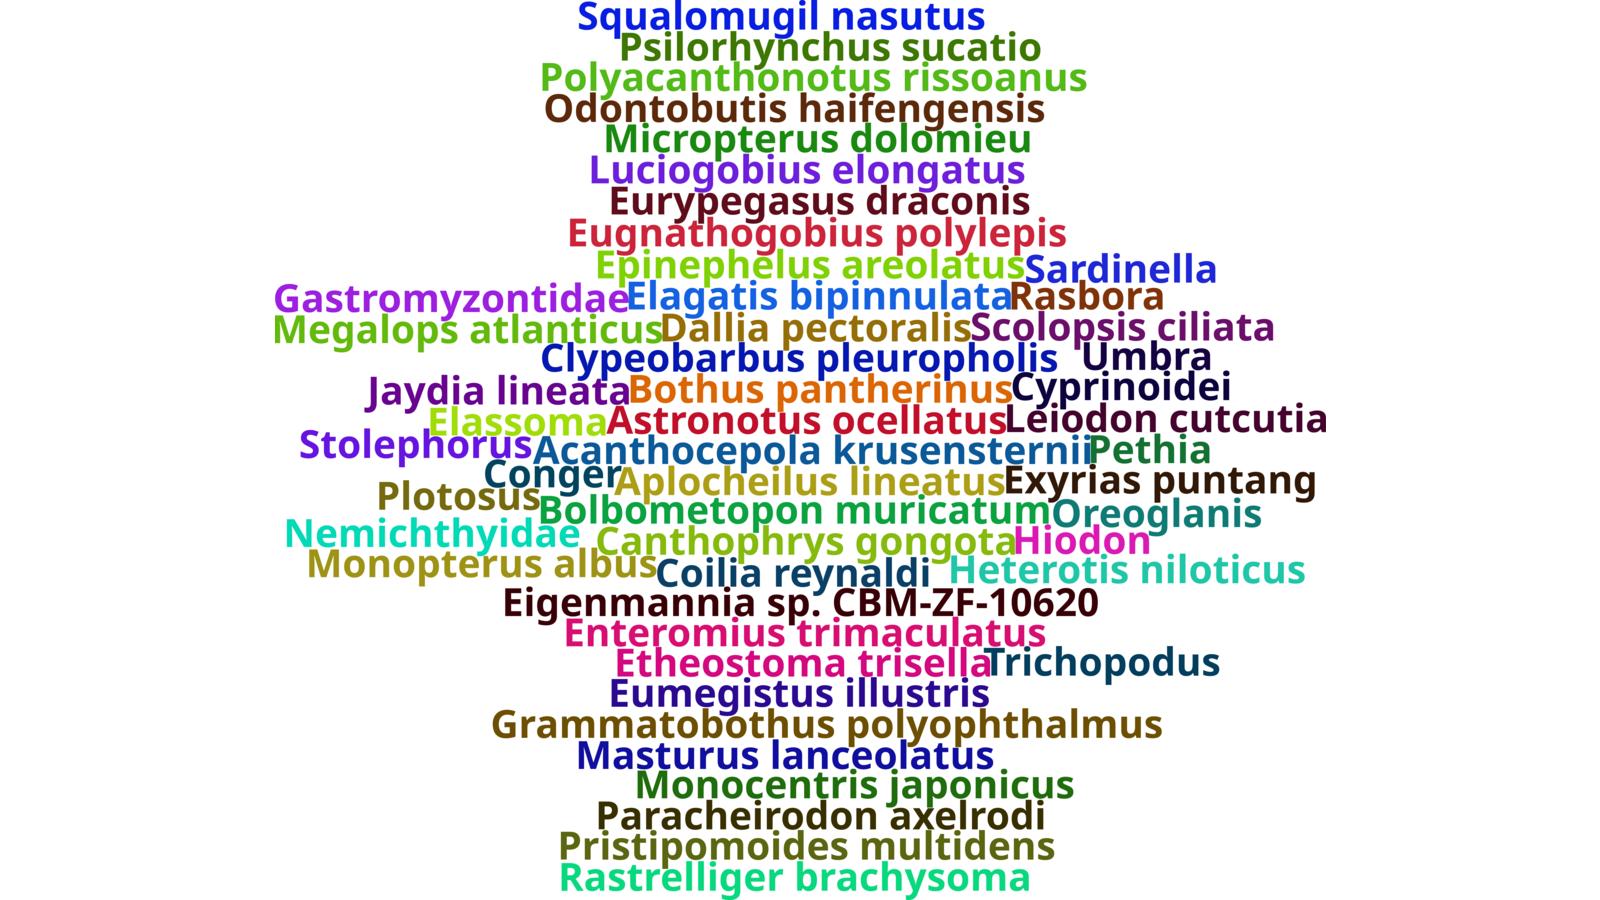 Squalomugil nasutus
Psilorhynchus sucatio
Polyacanthonotus rissoanus
Odontobutis haifengensis
Micropterus dolomieu
Luciogobius elongatus
Eurypegasus draconis
Eugnathogobius polylepis
Epinephelus areolatus Sardinella
Gastromyzontidae Elagatis bipinnulata Rasbora
Megalops atlanticus Dallia pectoralis Scolopsis ciliata
Clypeobarbus pleuropholis Umbra
Jaydia lineata Bothus pantherinus Cyprinoidei
Elassoma Astronotus ocellatus Leiodon cutcutia
Stolephorus Acanthocepola krusensternii Pethia
Conger Aplocheilus lineatus Exyrias puntang
Plotosus Bolbometopon muricatum Oreoglanis
Nemichthyidae Canthophrys gongota Hiodon
Monopterus albus Coilia reynaldi Heterotis niloticus
Eigenmannia sp. CBM-ZF-10620
Enteromius trimaculatus
Etheostoma trisella Trichopodus
Eumegistus illustris
Grammatobothus polyophthalmus
Masturus lanceolatus
Monocentris japonicus
Paracheirodon axelrodi
Pristipomoides multidens
Rastrelliger brachysoma